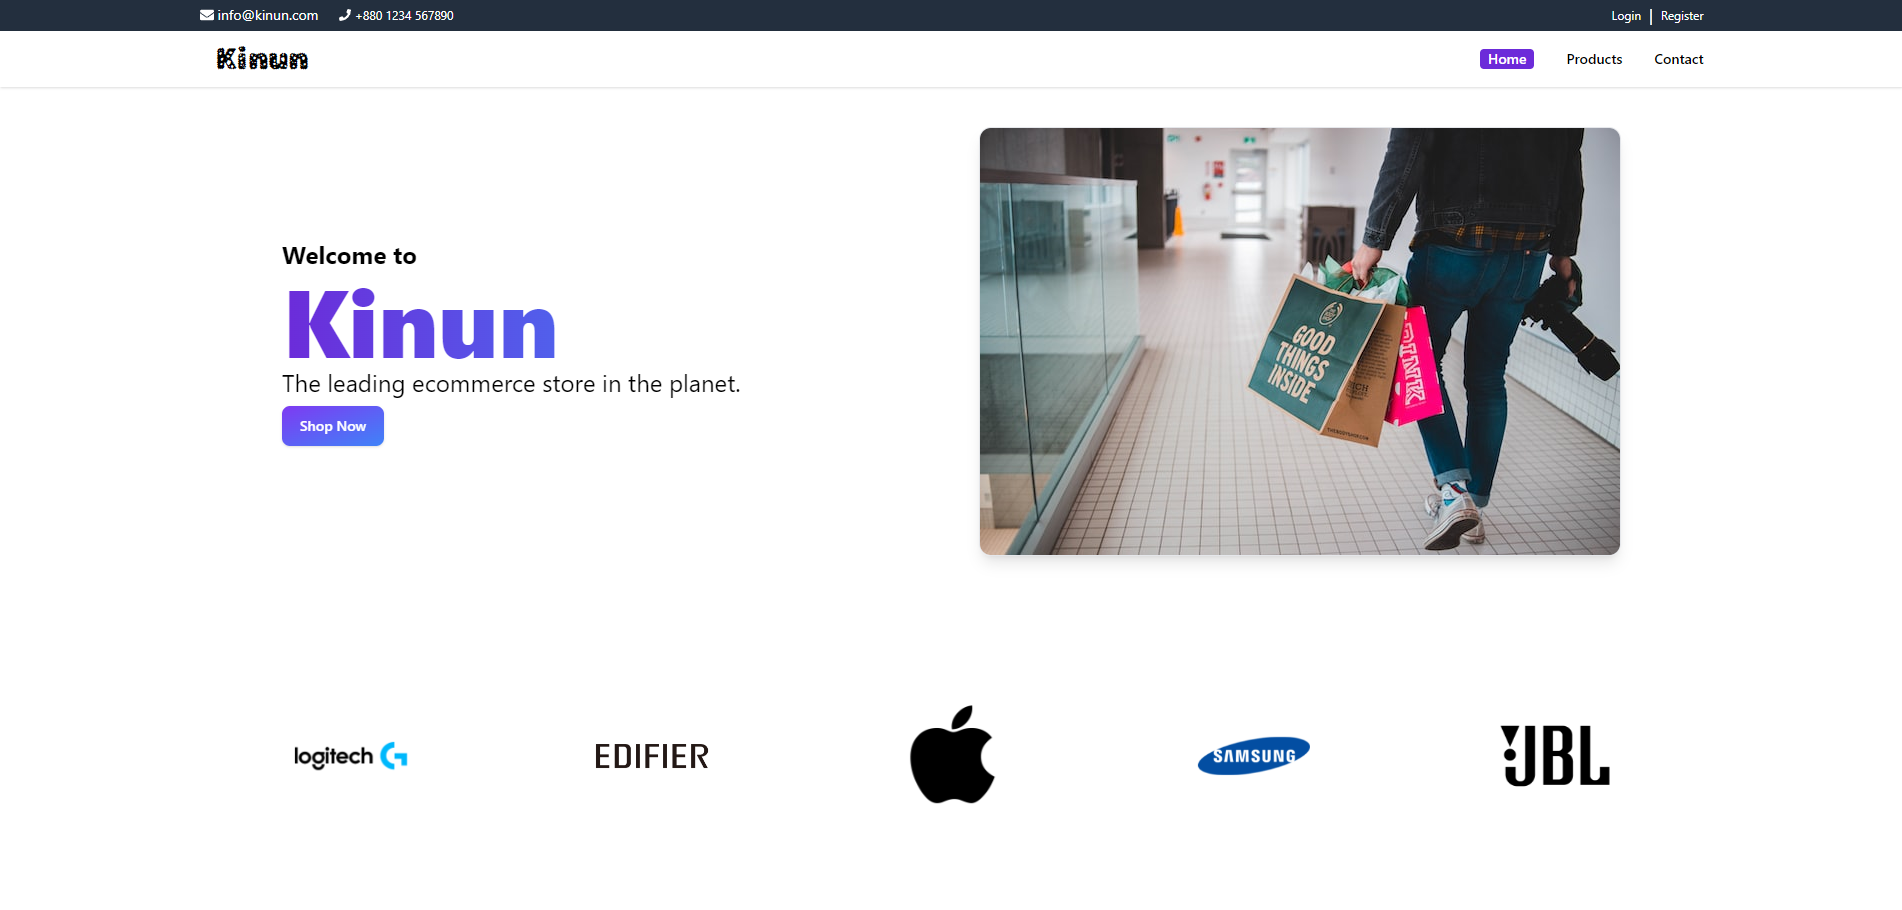 info@kinun.com +880 1234 567890 Login | Register
Kinun Home Products Contact
Welcome to
Kinun
The leading ecommerce store in the planet.
Shop Now
GOOD
THINGS
INSIDE
PINK
logitech G EDIFIER SAMSUNG JBL